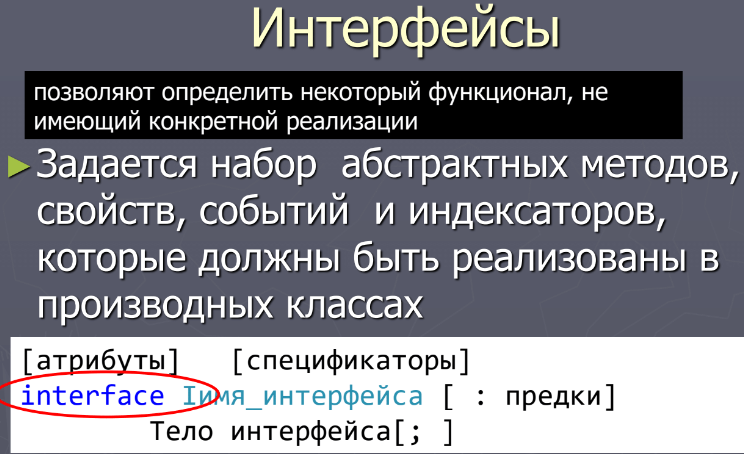 Интерфейсы
позволяют определить некоторый функционал, не
имеющий конкретной реализации
►Задается набор абстрактных методов,
свойств, событий и индексаторов,
которые должны быть реализованы в
производных классах
[атрибуты] [спецификаторы]
interface Iимя_интерфейса [ : предки]
Тело интерфейса[; ]